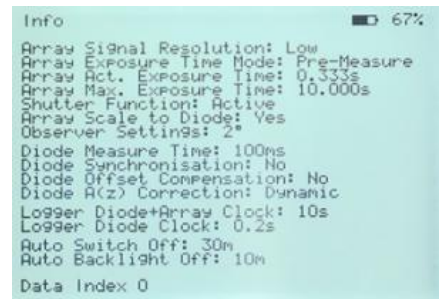 Info 67%
Array Signal Resolution: Low
Array Exposure Time Mode: Pre-Measure
Array Act. Exposure Time: 0.333s
Array Max. Exposure Time: 10.000s
Shutter Function: Active
Array Scale to Diode: Yes
Observer Settings: 2°
Diode Measure Time: 100ms
Diode Synchronisation: No
Diode Offset Compensation: No
Diode A(z) Correction: Dynamic
Logger Diode+Array Clock: 10s
Logger Diode Clock: 0.2s
Auto Switch Off: 30m
Auto Backlight Off: 10m
Data Index 0